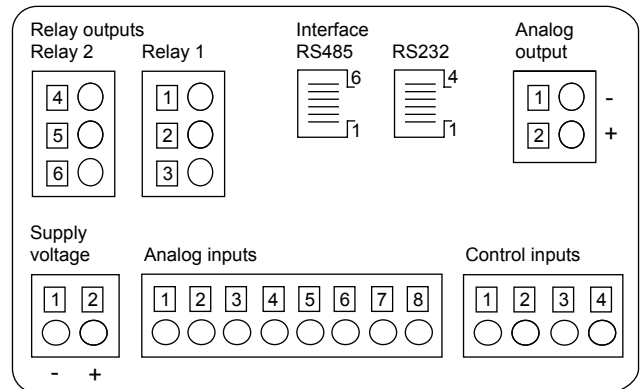 Relay outputs
Relay 2 Relay 1
4
5
6
1
2
3
Interface
RS485 RS232
6
1
4
1
Analog
output
1 -
2 +
Supply
voltage
1 2
- +
Analog inputs
1 2 3 4 5 6 7 8
Control inputs
1 2 3 4